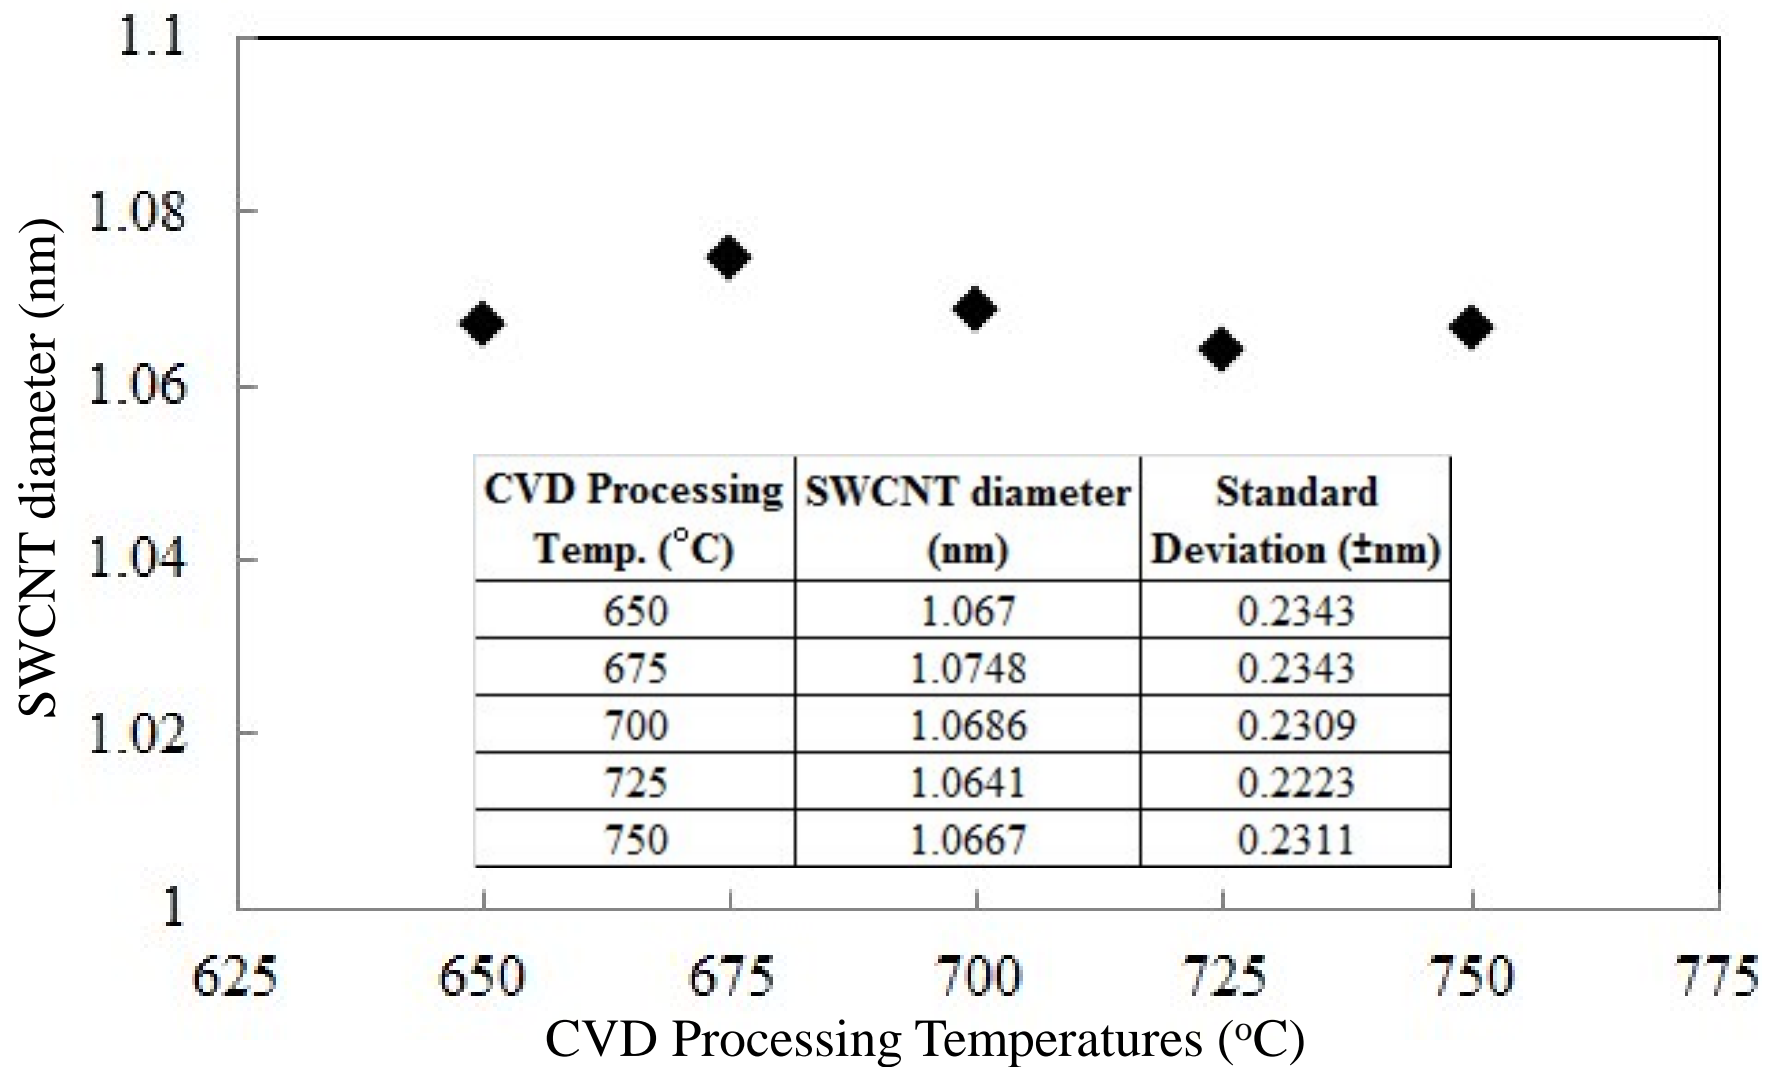 1.1
1.08
1.06
1.04
1.02
1
SWCNT diameter (nm)
CVD Processing Temp. (°C) SWCNT diameter (nm) Standard Deviation (±nm)
650 1.067 0.2343
675 1.0748 0.2343
700 1.0686 0.2309
725 1.0641 0.2223
750 1.0667 0.2311
625 650 675 700 725 750 775
CVD Processing Temperatures (°C)